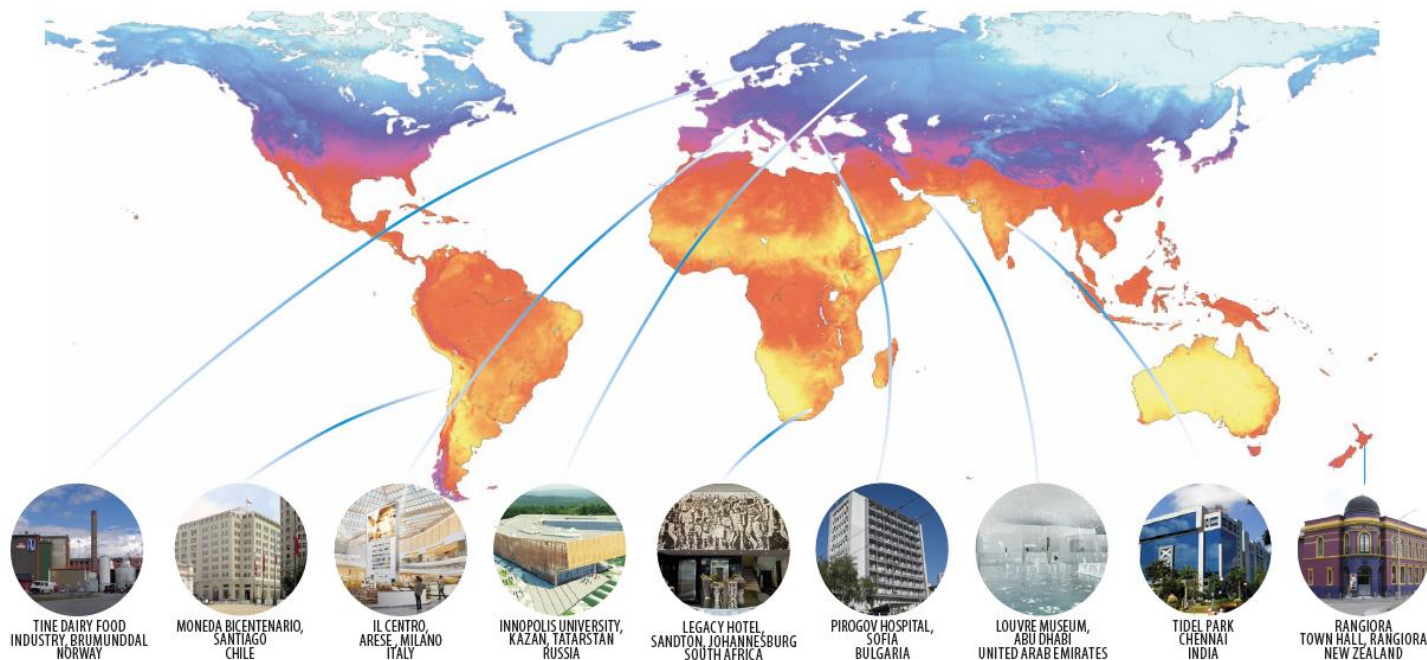 TINE DAIRY FOOD
INDUSTRY, BRUMUNDDAL
NORWAY
MONEDA BICENTENARIO,
SANTIAGO
CHILE
IL CENTRO,
ARESE , MILANO
ITALY
INNOPOLIS UNIVERSITY,
KAZAN, TATARSTAN
RUSSIA
LEGACY HOTEL,
SANDTON, JOHANNESBURG
SOUTH AFRICA
PIROGOV HOSPITAL,
SOFIA
BULGARIA
LOUVRE MUSEUM,
ABU DHABI
UNITED ARAB EMIRATES
TIDEL PARK
CHENNAI
INDIA
RANGIORA
TOWN HALL, RANGIORA
NEW ZEALAND